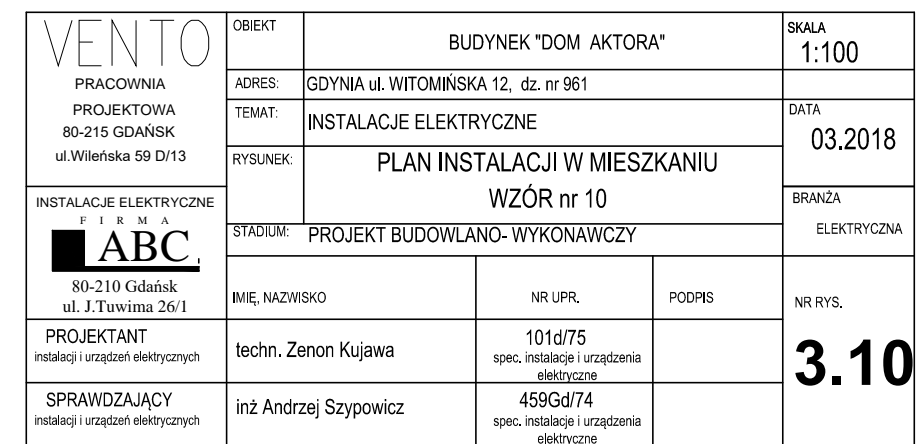 VENTO
PRACOWNIA
PROJEKTOWA
80-215 GDAŃSK
ul.Wileńska 59 D/13
INSTALACJE ELEKTRYCZNE
FIRMA
ABC
80-210 Gdańsk
ul. J.Tuwima 26/1
OBIEKT
BUDYNEK "DOM AKTORA"
ADRES:
GDYNIA ul. WITOMIŃSKA 12, dz. nr 961
TEMAT:
INSTALACJE ELEKTRYCZNE
RYSUNEK:
PLAN INSTALACJI W MIESZKANIU
WZÓR nr 10
STADIUM:
PROJEKT BUDOWLANO- WYKONAWCZY
SKALA
1:100
DATA
03.2018
BRANŻA
ELEKTRYCZNA
IMIĘ, NAZWISKO
NR UPR.
PODPIS
NR RYS.
3.10
PROJEKTANT
instalacji i urządzeń elektrycznych
techn. Zenon Kujawa
101d/75
spec. instalacje i urządzenia
elektryczne
SPRAWDZAJĄCY
instalacji i urządzeń elektrycznych
inż Andrzej Szypowicz
459Gd/74
spec. instalacje i urządzenia
elektryczne